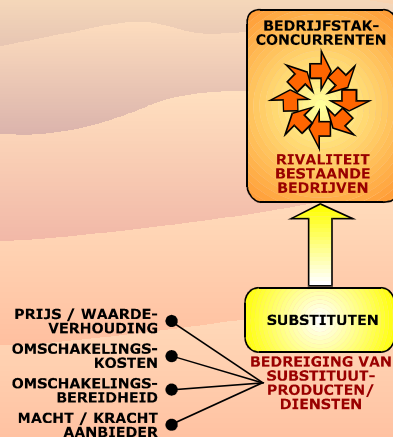 BEDRIJFSTAK-
CONCURRENTEN
RIVALITEIT
BESTAANDE
BEDRIJVEN
SUBSTITUTEN
BEDREIGING VAN
SUBSTITUUT-
PRODUCTEN/
DIENSTEN
PRIJS / WAARDE-
VERHOUDING
OMSCHAKELINGS-
KOSTEN
OMSCHAKELINGS-
BEREIDHEID
MACHT / KRACHT
AANBIEDER